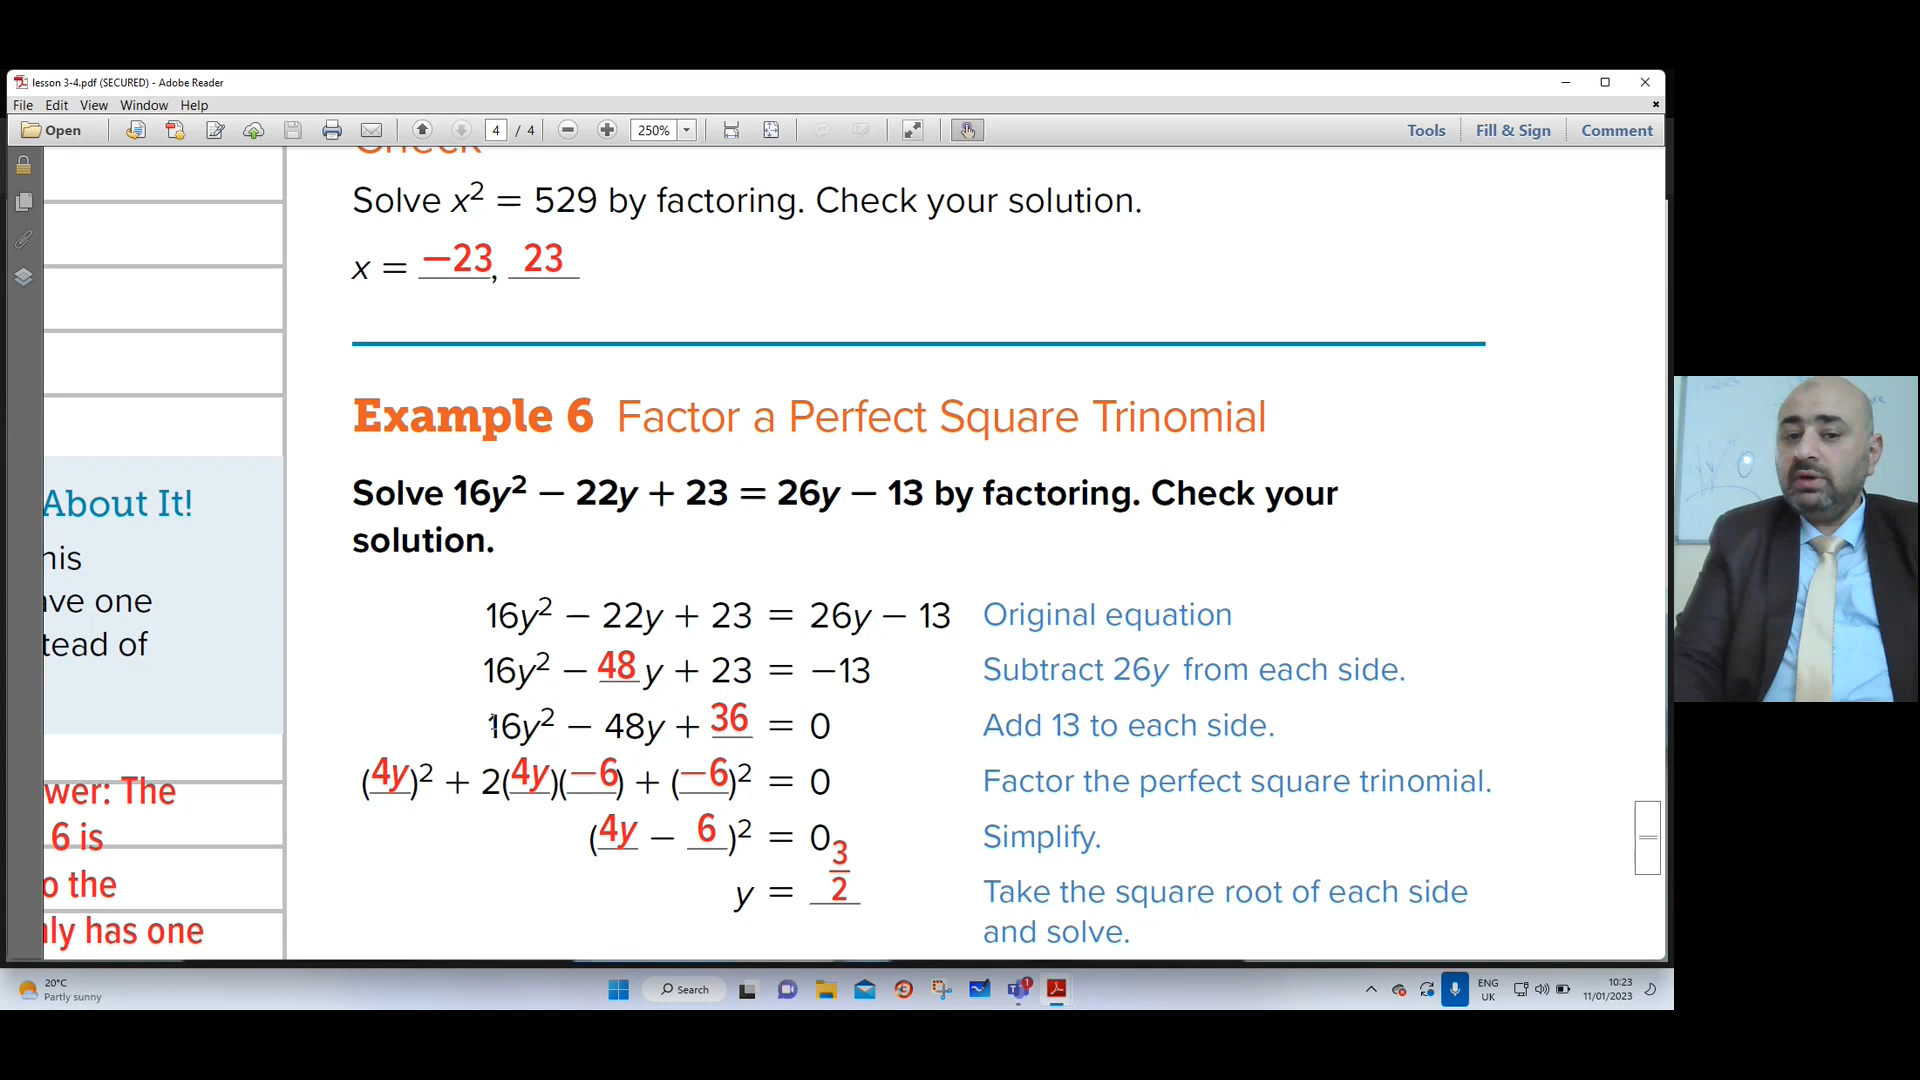 lesson 3-4.pdf (SECURED) - Adobe Reader
File Edit View Window Help
Open 4 / 4 250% Tools Fill & Sign Comment
Check
Solve x² = 529 by factoring. Check your solution.
x = −23, 23
Example 6 Factor a Perfect Square Trinomial
Solve 16y² − 22y + 23 = 26y − 13 by factoring. Check your
solution.
16y² − 22y + 23 = 26y − 13 Original equation
16y² − 48y + 23 = −13 Subtract 26y from each side.
16y² − 48y + 36 = 0 Add 13 to each side.
(4y)² + 2(4y)(−6) + (−6)² = 0 Factor the perfect square trinomial.
(4y − 6)² = 0 Simplify.
y = 3/2 Take the square root of each side
and solve.
About It!
his
ave one
tead of
wer: The
6 is
o the
nly has one
20°C
Partly sunny
Search
1
ENG
UK
10:23
11/01/2023